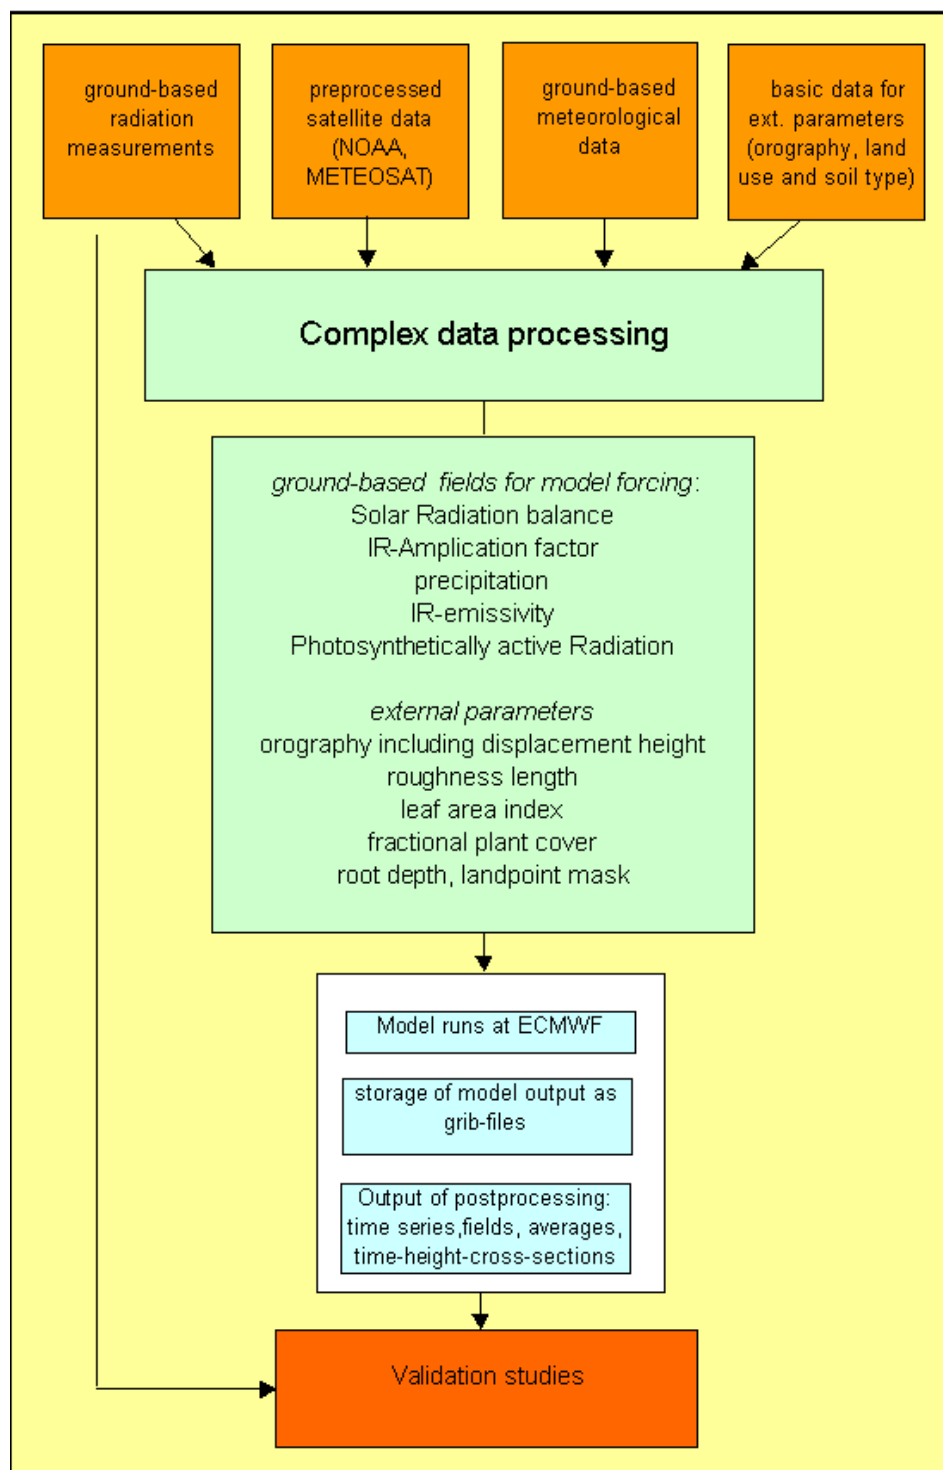 ground-based
radiation
measurements
preprocessed
satellite data
(NOAA,
METEOSAT)
ground-based
meteorological
data
basic data for
ext. parameters
(orography, land
use and soil type)
Complex data processing
ground-based fields for model forcing:
Solar Radiation balance
IR-Amplication factor
precipitation
IR-emissivity
Photosynthetically active Radiation
external parameters
orography including displacement height
roughness length
leaf area index
fractional plant cover
root depth, landpoint mask
Model runs at ECMWF
storage of model output as
grib-files
Output of postprocessing:
time series,fields, averages,
time-height-cross-sections
Validation studies